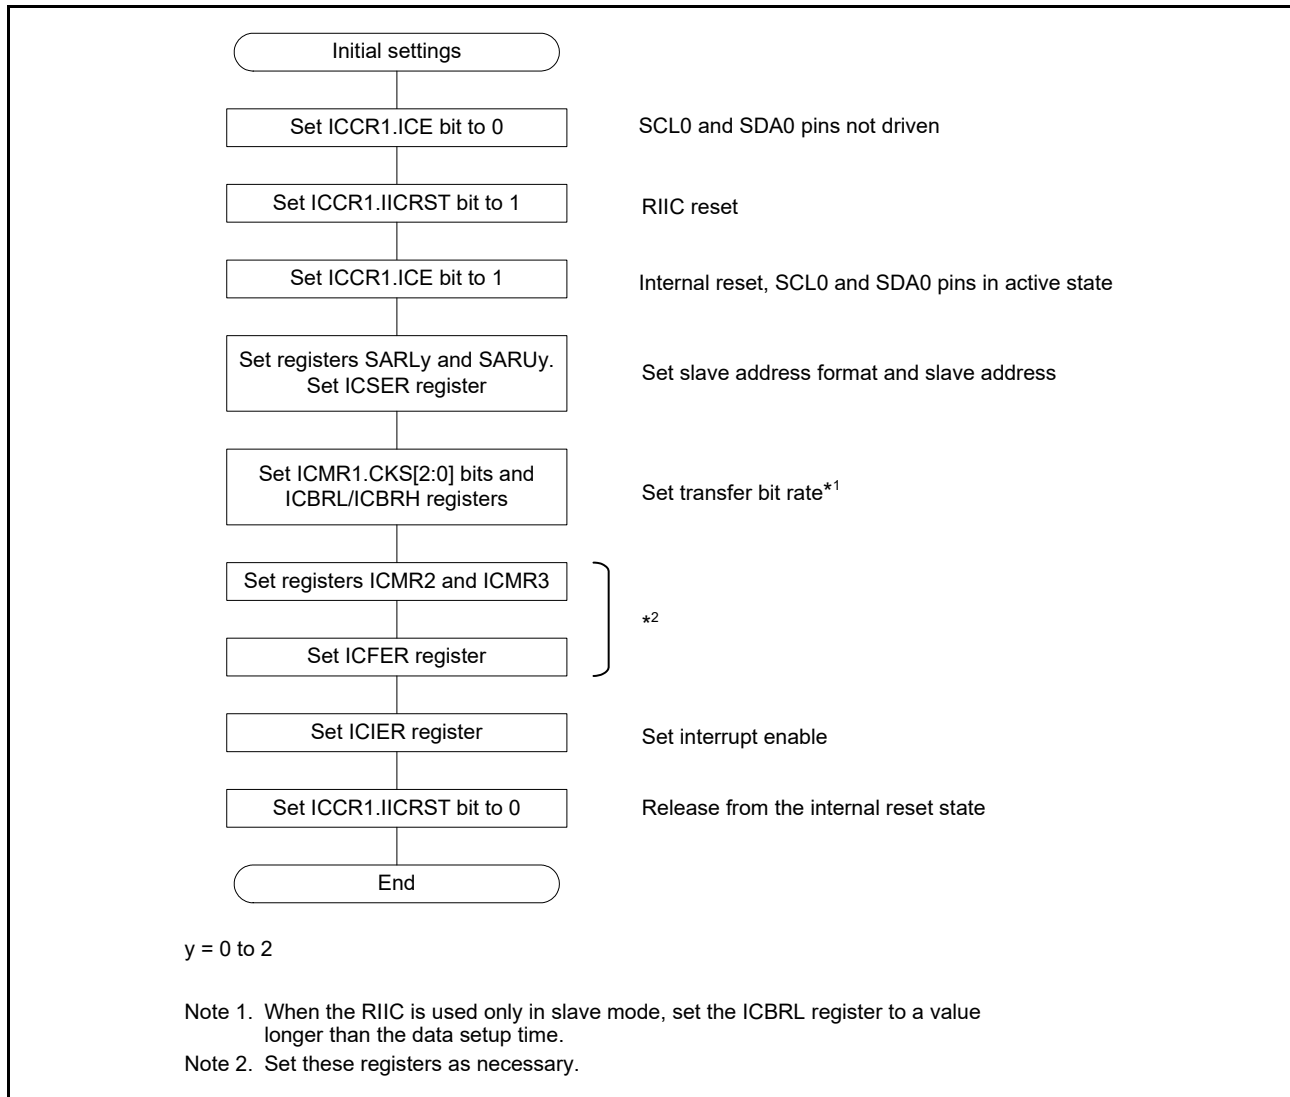 Initial settings
Set ICCR1.ICE bit to 0
SCL0 and SDA0 pins not driven
Set ICCR1.IICRST bit to 1
RIIC reset
Set ICCR1.ICE bit to 1
Internal reset, SCL0 and SDA0 pins in active state
Set registers SARLy and SARUy.
Set ICSER register
Set slave address format and slave address
Set ICMR1.CKS[2:0] bits and
ICBRL/ICBRH registers
Set transfer bit rate*1
Set registers ICMR2 and ICMR3
*2
Set ICFER register
Set ICIER register
Set interrupt enable
Set ICCR1.IICRST bit to 0
Release from the internal reset state
End
y = 0 to 2
Note 1. When the RIIC is used only in slave mode, set the ICBRL register to a value
longer than the data setup time.
Note 2. Set these registers as necessary.